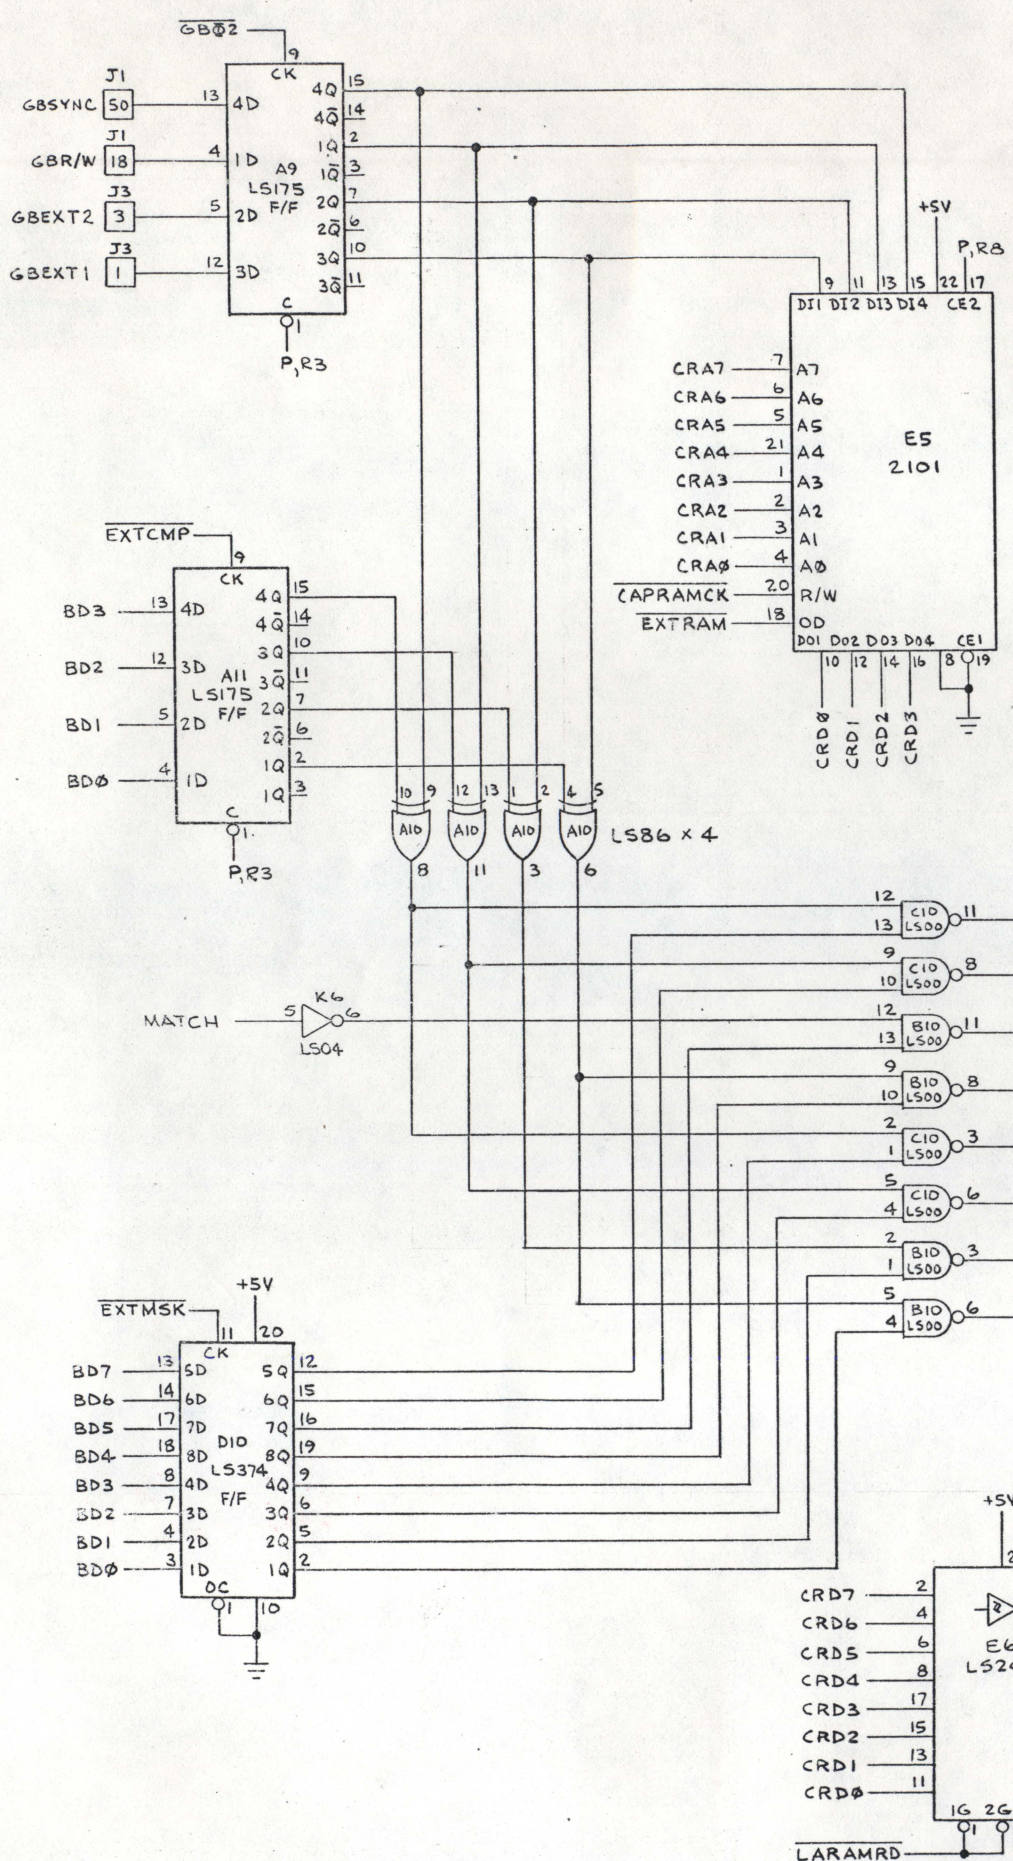 GBΦ2
9
CK
J1
GBSYNC 50 13 4D 4Q 15
4Q 14
J1
GBR/W 18 4 1D 1Q 2
A9 1Q 3
LS175
J3 F/F 2Q 7
GBEXT2 3 5 2D 2Q 6
+5V
J3 3Q 10
GBEXT1 1 12 3D 3Q 11
P,R8
C
1
P,R3
9 11 13 15 22 17
DI1 DI2 DI3 DI4 CE2
CRA7 7 A7
CRA6 6 A6
CRA5 5 A5
CRA4 21 A4
CRA3 1 A3
CRA2 2 A2
CRA1 3 A1
CRAØ 4 AØ
CAPRAMCK 20 R/W
EXTRAM 18 OD
E5
2101
DO1 DO2 DO3 DO4 CE1
10 12 14 16 8 19
CRDØ
CRD1
CRD2
CRD3
EXTCMP
9
CK
BD3 13 4D 4Q 15
4Q 14
BD2 12 3D 3Q 10
A11 3Q 11
LS175
F/F
BD1 5 2D 2Q 7
2Q 6
BDØ 4 1D 1Q 2
1Q 3
C
1
P,R3
10 9 12 13 1 2 4 5
A10 A10 A10 A10 LS86 × 4
8 11 3 6
12 C10 11
13 LS00
9 C10 8
10 LS00
K6
MATCH 5 6
LS04
12 B10 11
13 LS00
9 B10 8
10 LS00
2 C10 3
1 LS00
5 C10 6
4 LS00
2 B10 3
1 LS00
5 B10 6
4 LS00
+5V
EXTMSK
11 20
CK
BD7 13 5D 5Q 12
BD6 14 6D 6Q 15
BD5 17 7D 7Q 16
BD4 18 8D 8Q 19
BD3 8 4D 4Q 9
BD2 7 3D 3Q 6
BD1 4 2D 2Q 5
BDØ 3 1D 1Q 2
D10
LS374
F/F
OC
1 10
+5V
2
CRD7 2
CRD6 4
CRD5 6
CRD4 8
CRD3 17
CRD2 15
CRD1 13
CRDØ 11
E6
LS24
1G 2G
1
LARAMRD